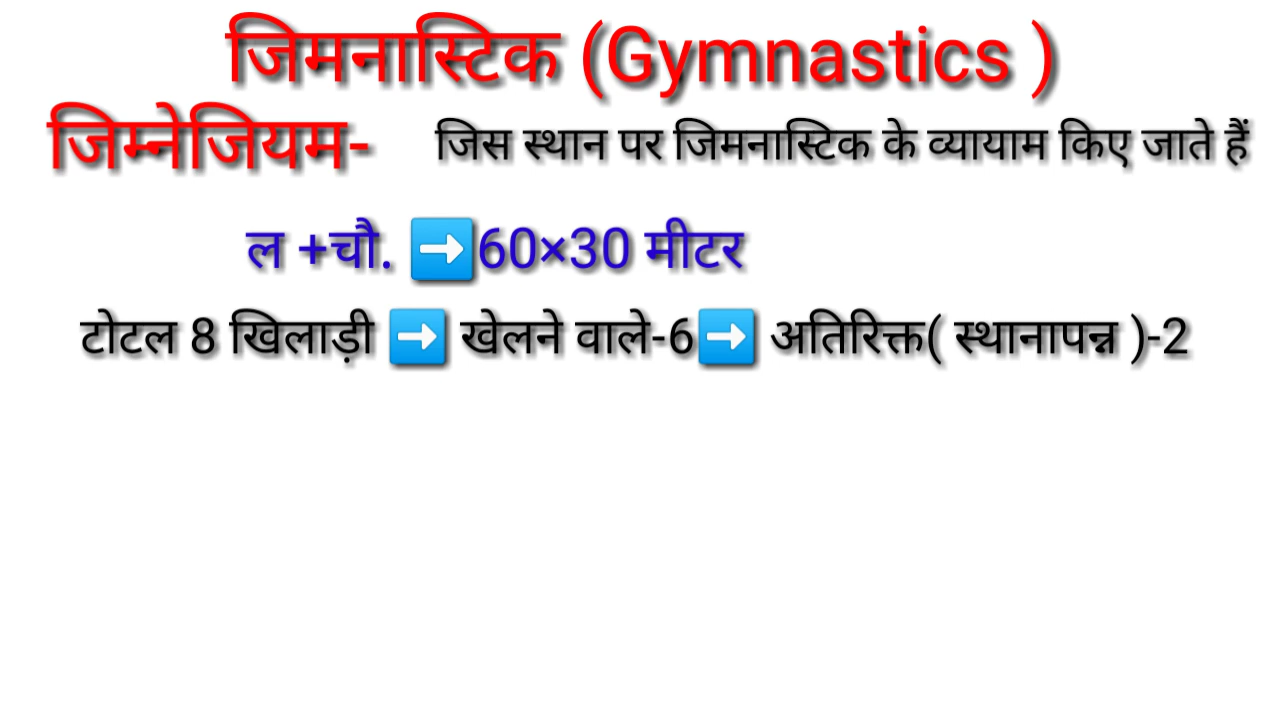 जिमनास्टिक (Gymnastics )
जिम्नेजियम- जिस स्थान पर जिमनास्टिक के व्यायाम किए जाते हैं
ल +चौ. ➡️60×30 मीटर
टोटल 8 खिलाड़ी ➡️ खेलने वाले-6➡️ अतिरिक्त( स्थानापन्न )-2